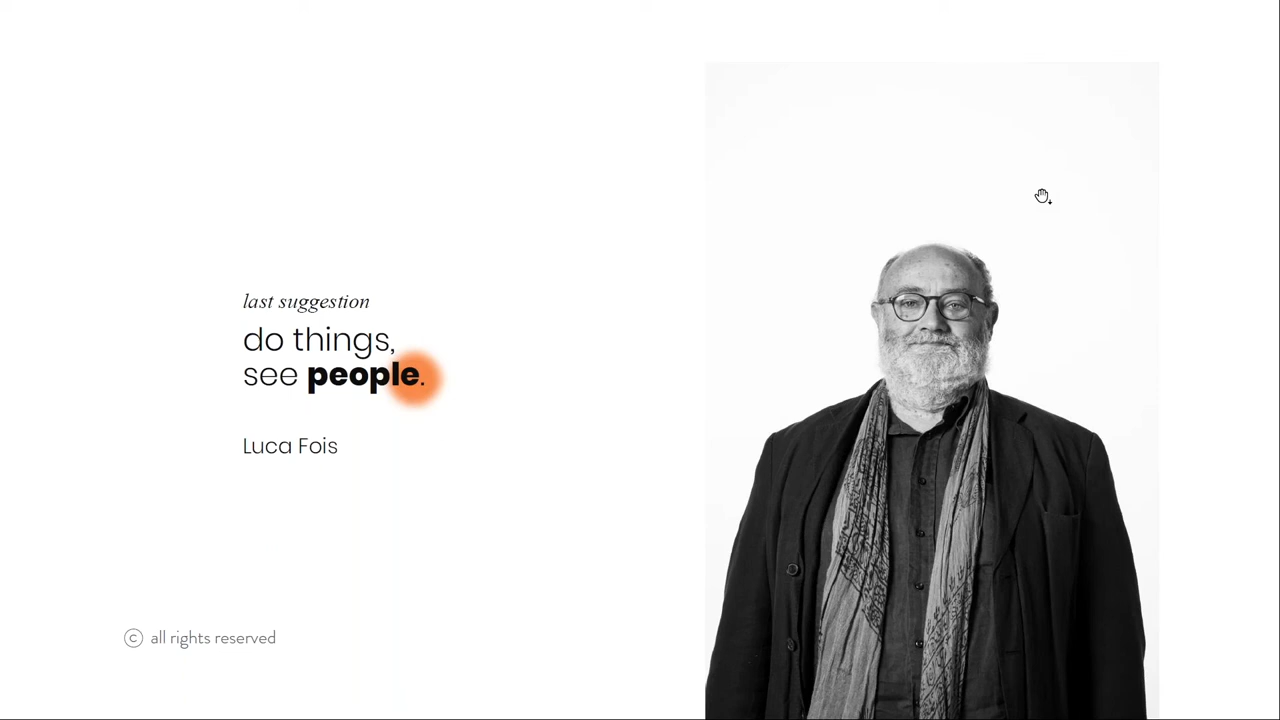 last suggestion
do things,
see people.
Luca Fois
© all rights reserved